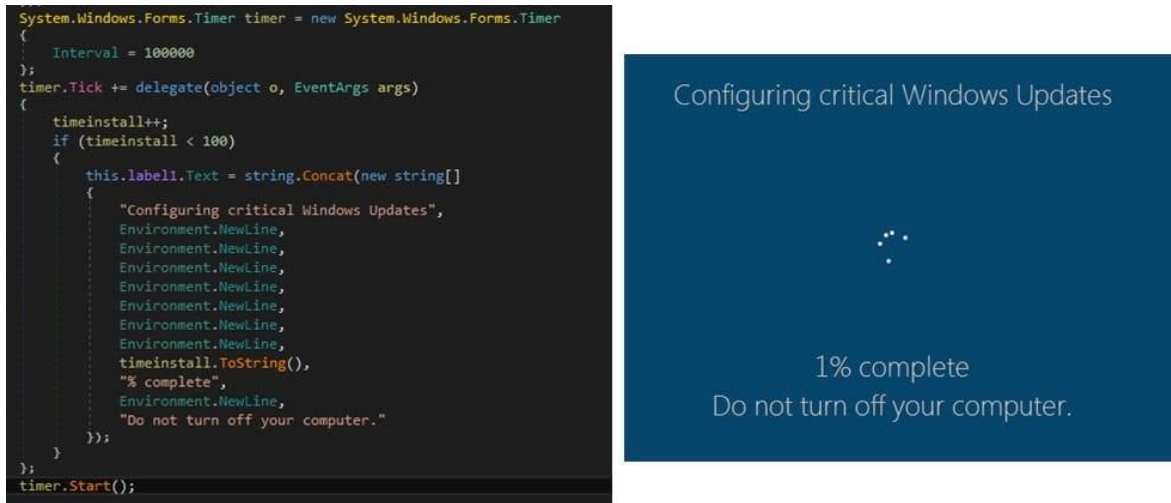 System.Windows.Forms.Timer timer = new System.Windows.Forms.Timer
{
Interval = 100000
};
timer.Tick += delegate(object o, EventArgs args)
{
timeinstall++;
if (timeinstall < 100)
{
this.label1.Text = string.Concat(new string[]
{
"Configuring critical Windows Updates",
Environment.NewLine,
Environment.NewLine,
Environment.NewLine,
Environment.NewLine,
Environment.NewLine,
Environment.NewLine,
timeinstall.ToString(),
"% complete",
Environment.NewLine,
"Do not turn off your computer."
});
}
};
timer.Start();
Configuring critical Windows Updates
1% complete
Do not turn off your computer.